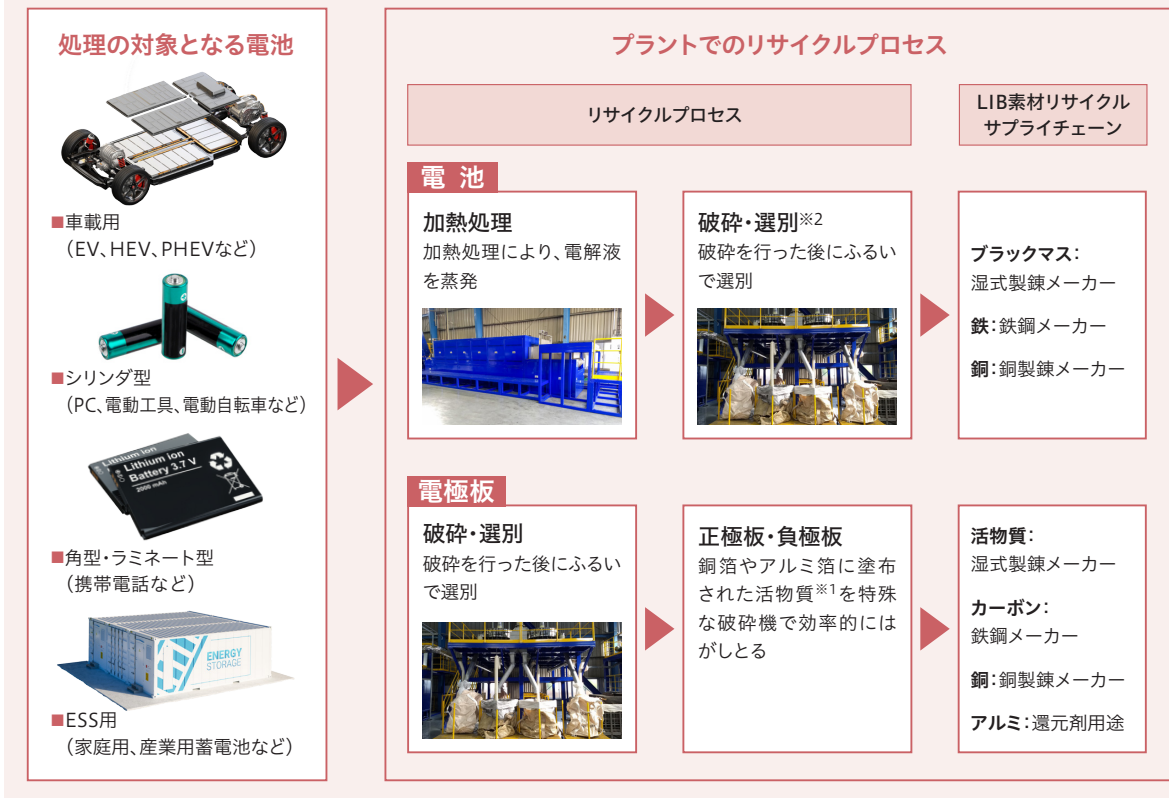 処理の対象となる電池
■車載用
（EV、HEV、PHEVなど）
■シリンダ型
（PC、電動工具、電動自転車など）
Lithium ion
Lithium ion
Battery 3.7 V
2000 mAh
■角型・ラミネート型
（携帯電話など）
ENERGY
STORAGE
■ESS用
（家庭用、産業用蓄電池など）
プラントでのリサイクルプロセス
リサイクルプロセス
LIB素材リサイクル
サプライチェーン
電 池
加熱処理
加熱処理により、電解液
を蒸発
破砕・選別※2
破砕を行った後にふるい
で選別
ブラックマス：
湿式製錬メーカー
鉄：鉄鋼メーカー
銅：銅製錬メーカー
電極板
破砕・選別
破砕を行った後にふるい
で選別
正極板・負極板
銅箔やアルミ箔に塗布
された活物質※1を特殊
な破砕機で効率的には
がしとる
活物質：
湿式製錬メーカー
カーボン：
鉄鋼メーカー
銅：銅製錬メーカー
アルミ：還元剤用途